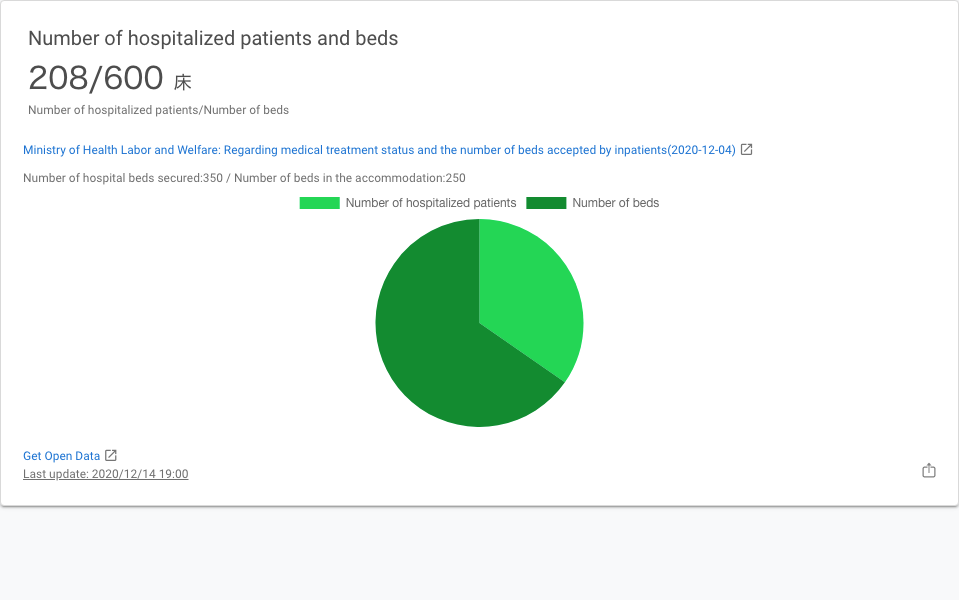 Number of hospitalized patients and beds
208/600 床
Number of hospitalized patients/Number of beds
Ministry of Health Labor and Welfare: Regarding medical treatment status and the number of beds accepted by inpatients(2020-12-04)
Number of hospital beds secured:350 / Number of beds in the accommodation:250
Number of hospitalized patients Number of beds
Get Open Data
Last update: 2020/12/14 19:00